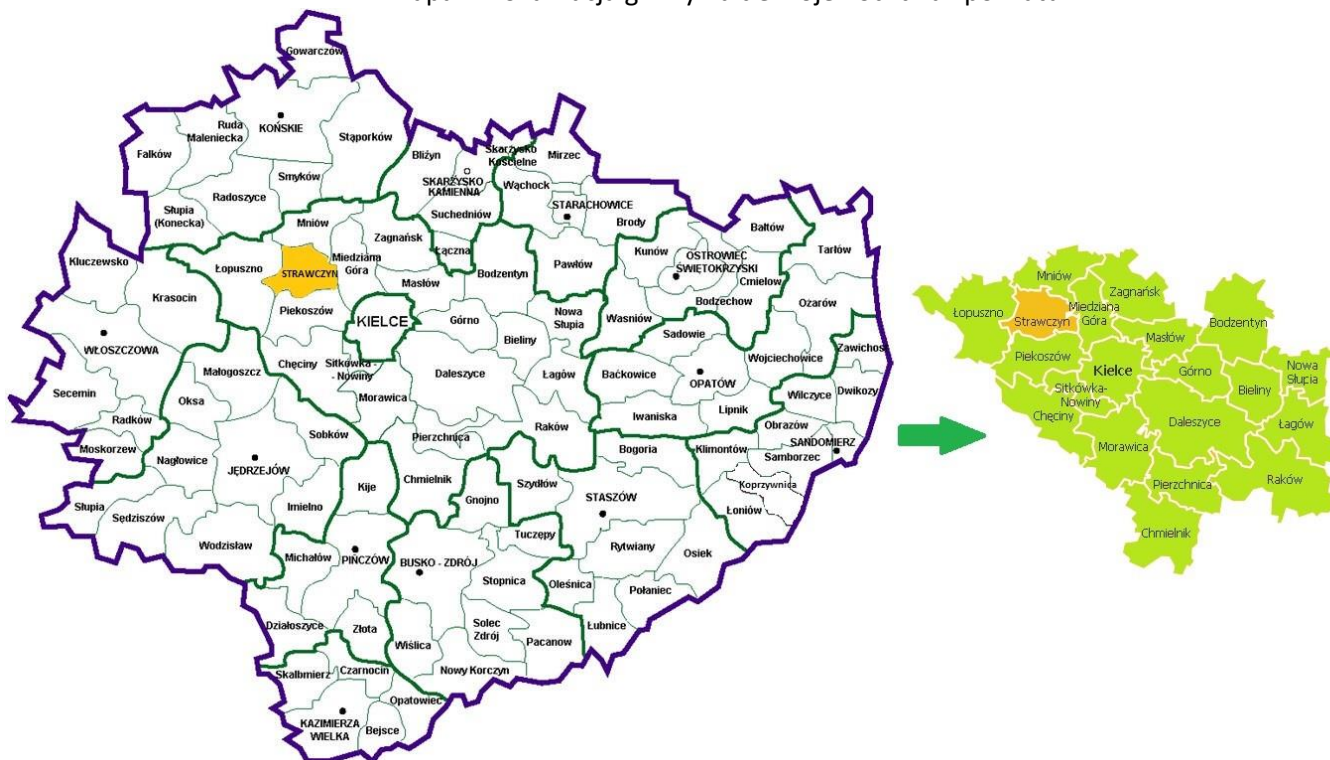 Gowarczów
KOŃSKIE
Ruda
Maleniecka
Stąporków
Fałków
Smyków
Radoszyce
Słupia
(Konecka)
Bliżyn
Skarżysko
Kościelne
Mirzec
SKARŻYSKO
KAMIENNA
Wąchock
STARACHOWICE
Suchedniów
Brody
Mniów
Zagnańsk
Łączna
Bałtów
Tarłów
Kunów
OSTROWIEC
ŚWIĘTOKRZYSKI
Kluczewsko
Łopuszno
STRAWCZYN
Miedziana
Góra
Bodzentyn
Pawłów
Cmielow
Krasocin
Masłów
Bodzechow
Ożarów
Piekoszów
KIELCE
Górno
Nowa
Słupia
Waśniów
Sadowie
WŁOSZCZOWA
Bieliny
Wojciechowice
Zawichost
Małogoszcz
Chęciny
Sitkówka -
- Nowiny
Daleszyce
Łagów
Baćkowice
OPATÓW
Secemin
Oksa
Morawica
Wilczyce
Dwikozy
Radków
Iwaniska
Lipnik
Moskorzew
Sobków
Pierzchnica
Raków
Obrazów
Nagłowice
JĘDRZEJÓW
Bogoria
Klimontów
SANDOMIERZ
Samborzec
Kije
Chmielnik
Gnojno
Szydłów
Koprzywnica
Słupia
Sędziszów
Imielno
STASZÓW
Łoniów
Wodzisław
Michałów
PIŃCZÓW
BUSKO - ZDRÓJ
Tuczępy
Rytwiany
Osiek
Stopnica
Oleśnica
Połaniec
Działoszyce
Złota
Wiślica
Solec
Zdrój
Pacanow
Łubnice
Skalbmierz
Czarnocin
Nowy Korczyn
Opatowiec
KAZIMIERZA
WIELKA
Bejsce
Mniów
Zagnańsk
Łopuszno
Strawczyn
Miedziana
Góra
Bodzentyn
Masłów
Piekoszów
Kielce
Górno
Nowa
Słupia
Sitkówka-
Nowiny
Bieliny
Chęciny
Daleszyce
Łagów
Morawica
Pierzchnica
Raków
Chmielnik